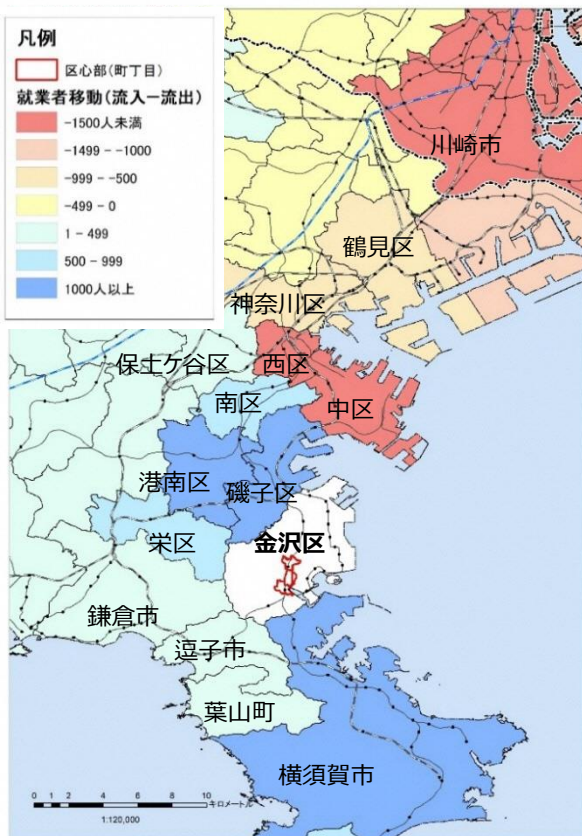 凡例
区心部(町丁目)
就業者移動(流入ー流出)
-1500人未満
-1499 - -1000
-999 - -500
-499 - 0
1 - 499
500 - 999
1000人以上
川崎市
鶴見区
神奈川区
保土ケ谷区
西区
南区
中区
港南区
磯子区
栄区
金沢区
鎌倉市
逗子市
葉山町
横須賀市
0 1 2 4 6 8 10
キロメートル
1:120,000